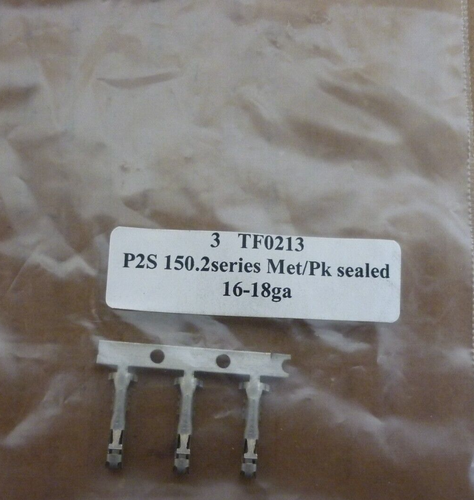 3 TF0213
P2S 150.2series Met/Pk sealed
16-18ga